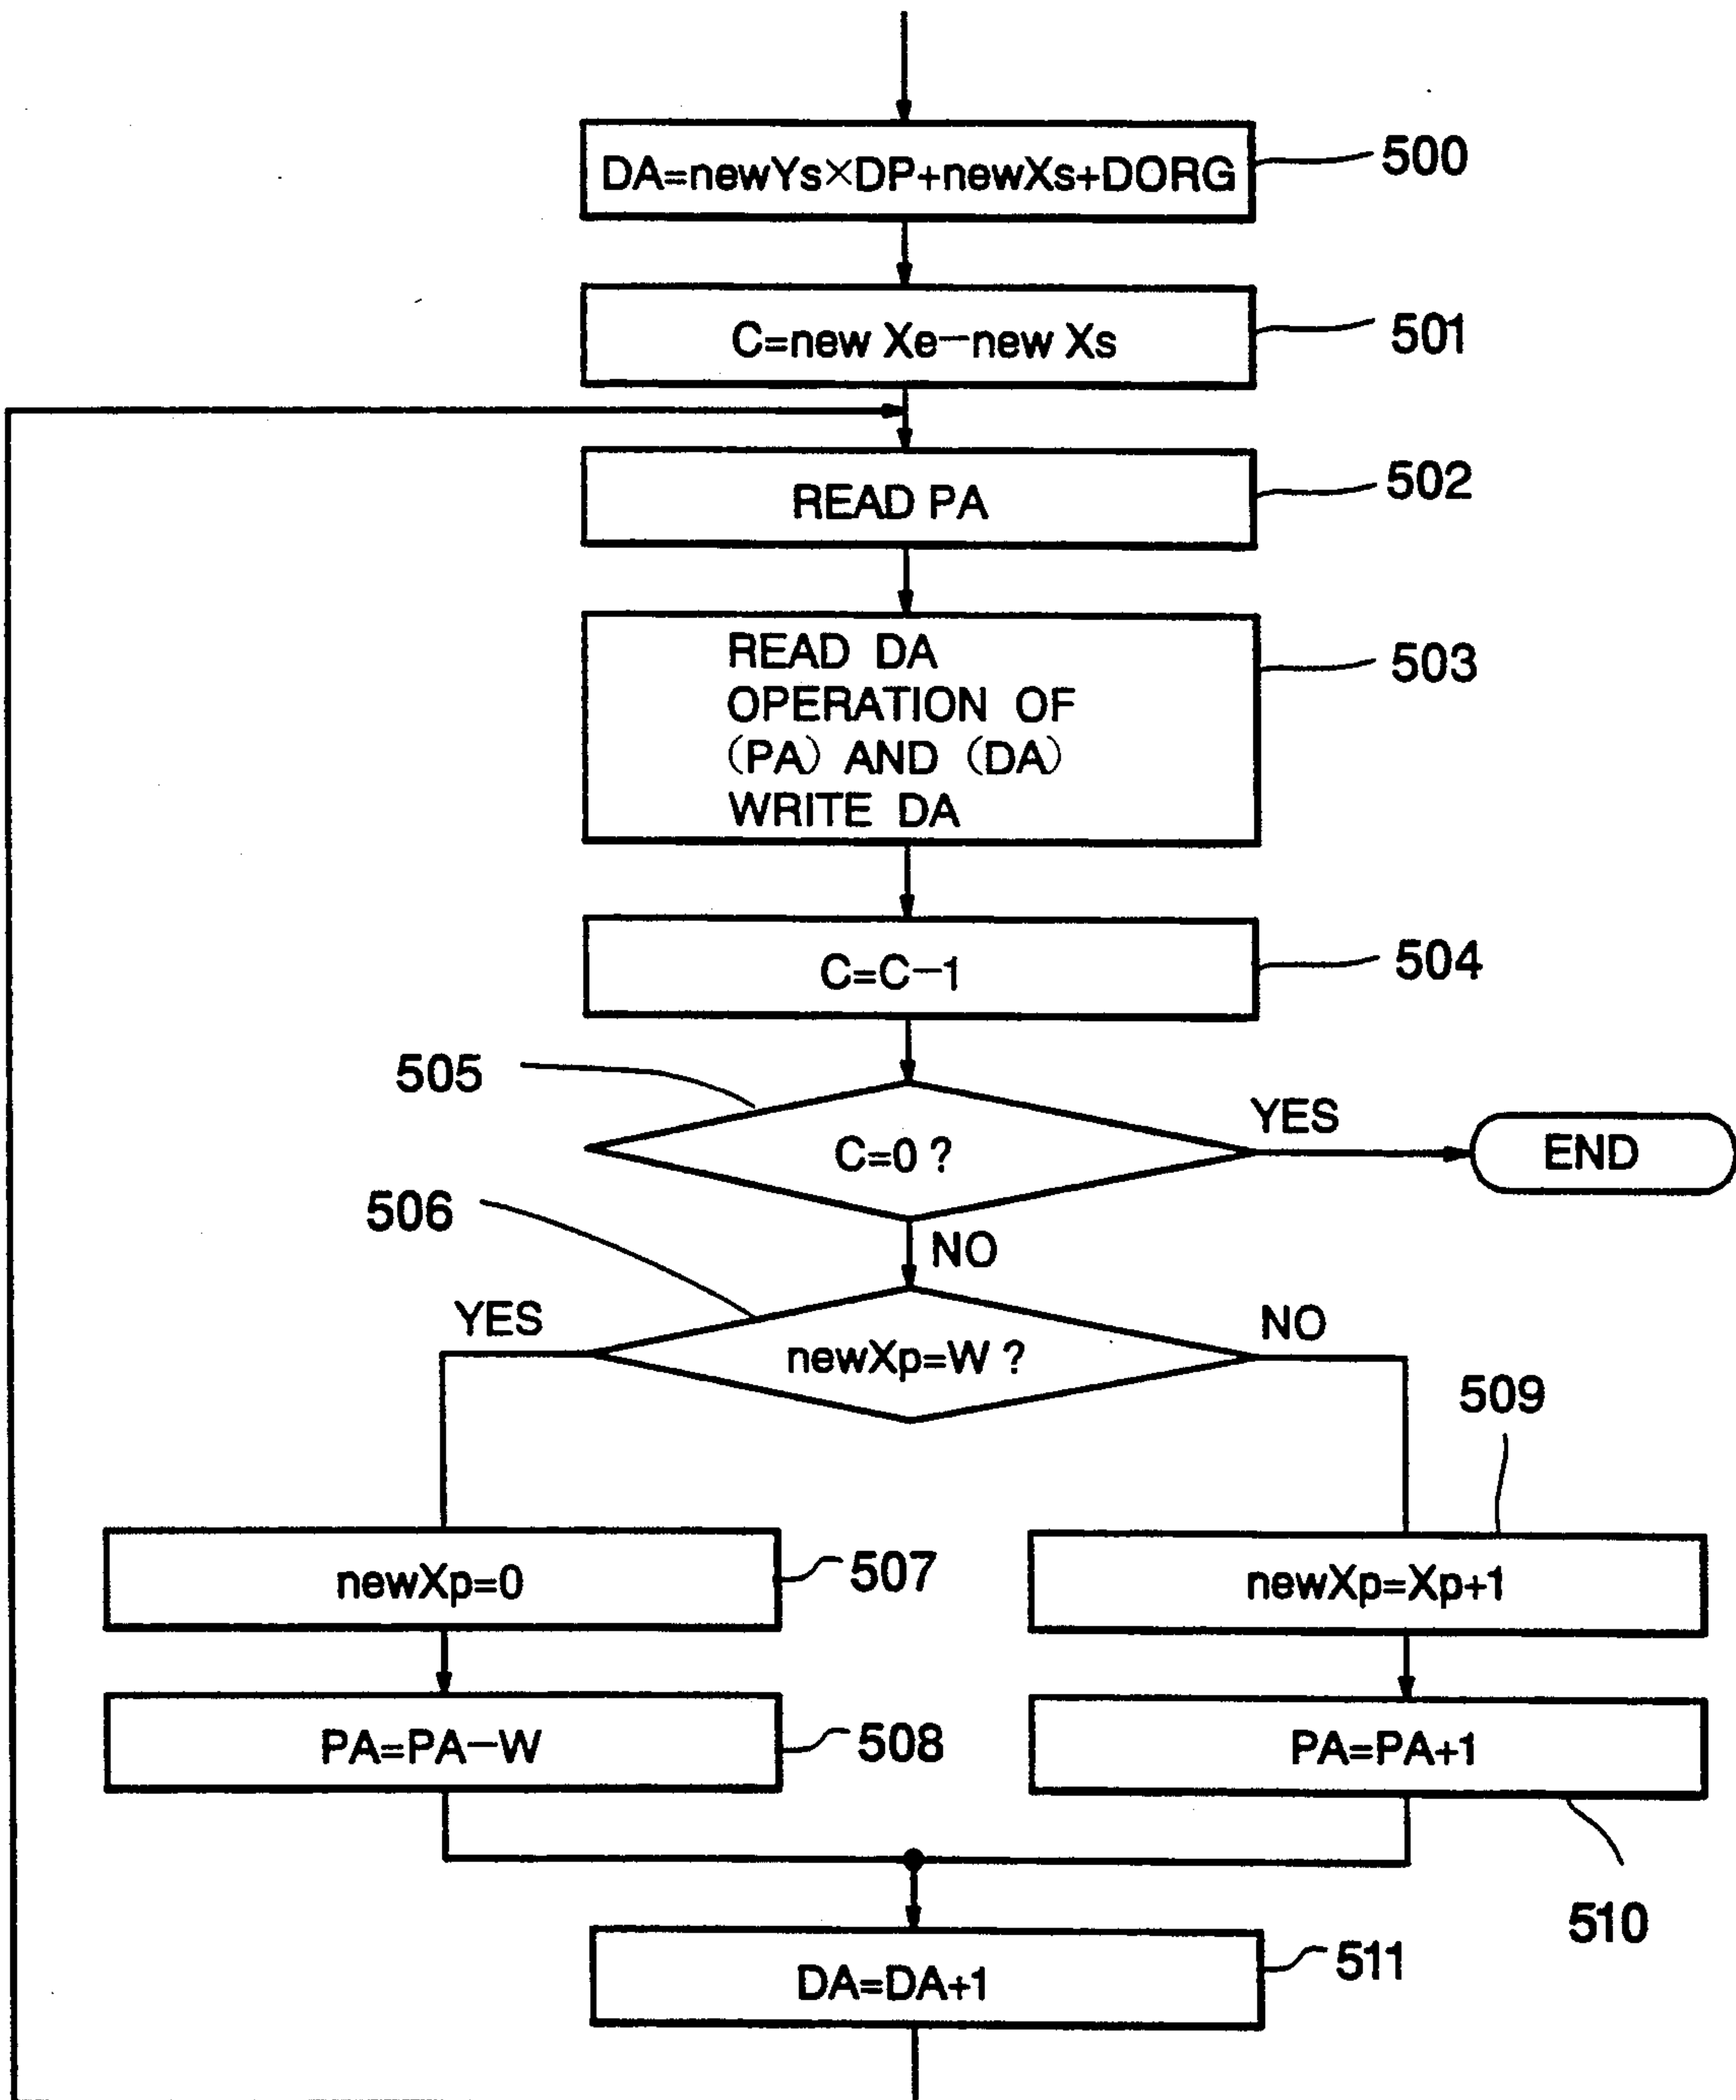 DA=newYs×DP+newXs+DORG
500
C=new Xe−new Xs
501
READ PA
502
READ DA
OPERATION OF
(PA) AND (DA)
WRITE DA
503
C=C−1
504
505
C=0 ?
YES
END
506
NO
YES
newXp=W ?
NO
509
newXp=0
507
newXp=Xp+1
PA=PA−W
508
PA=PA+1
510
DA=DA+1
511